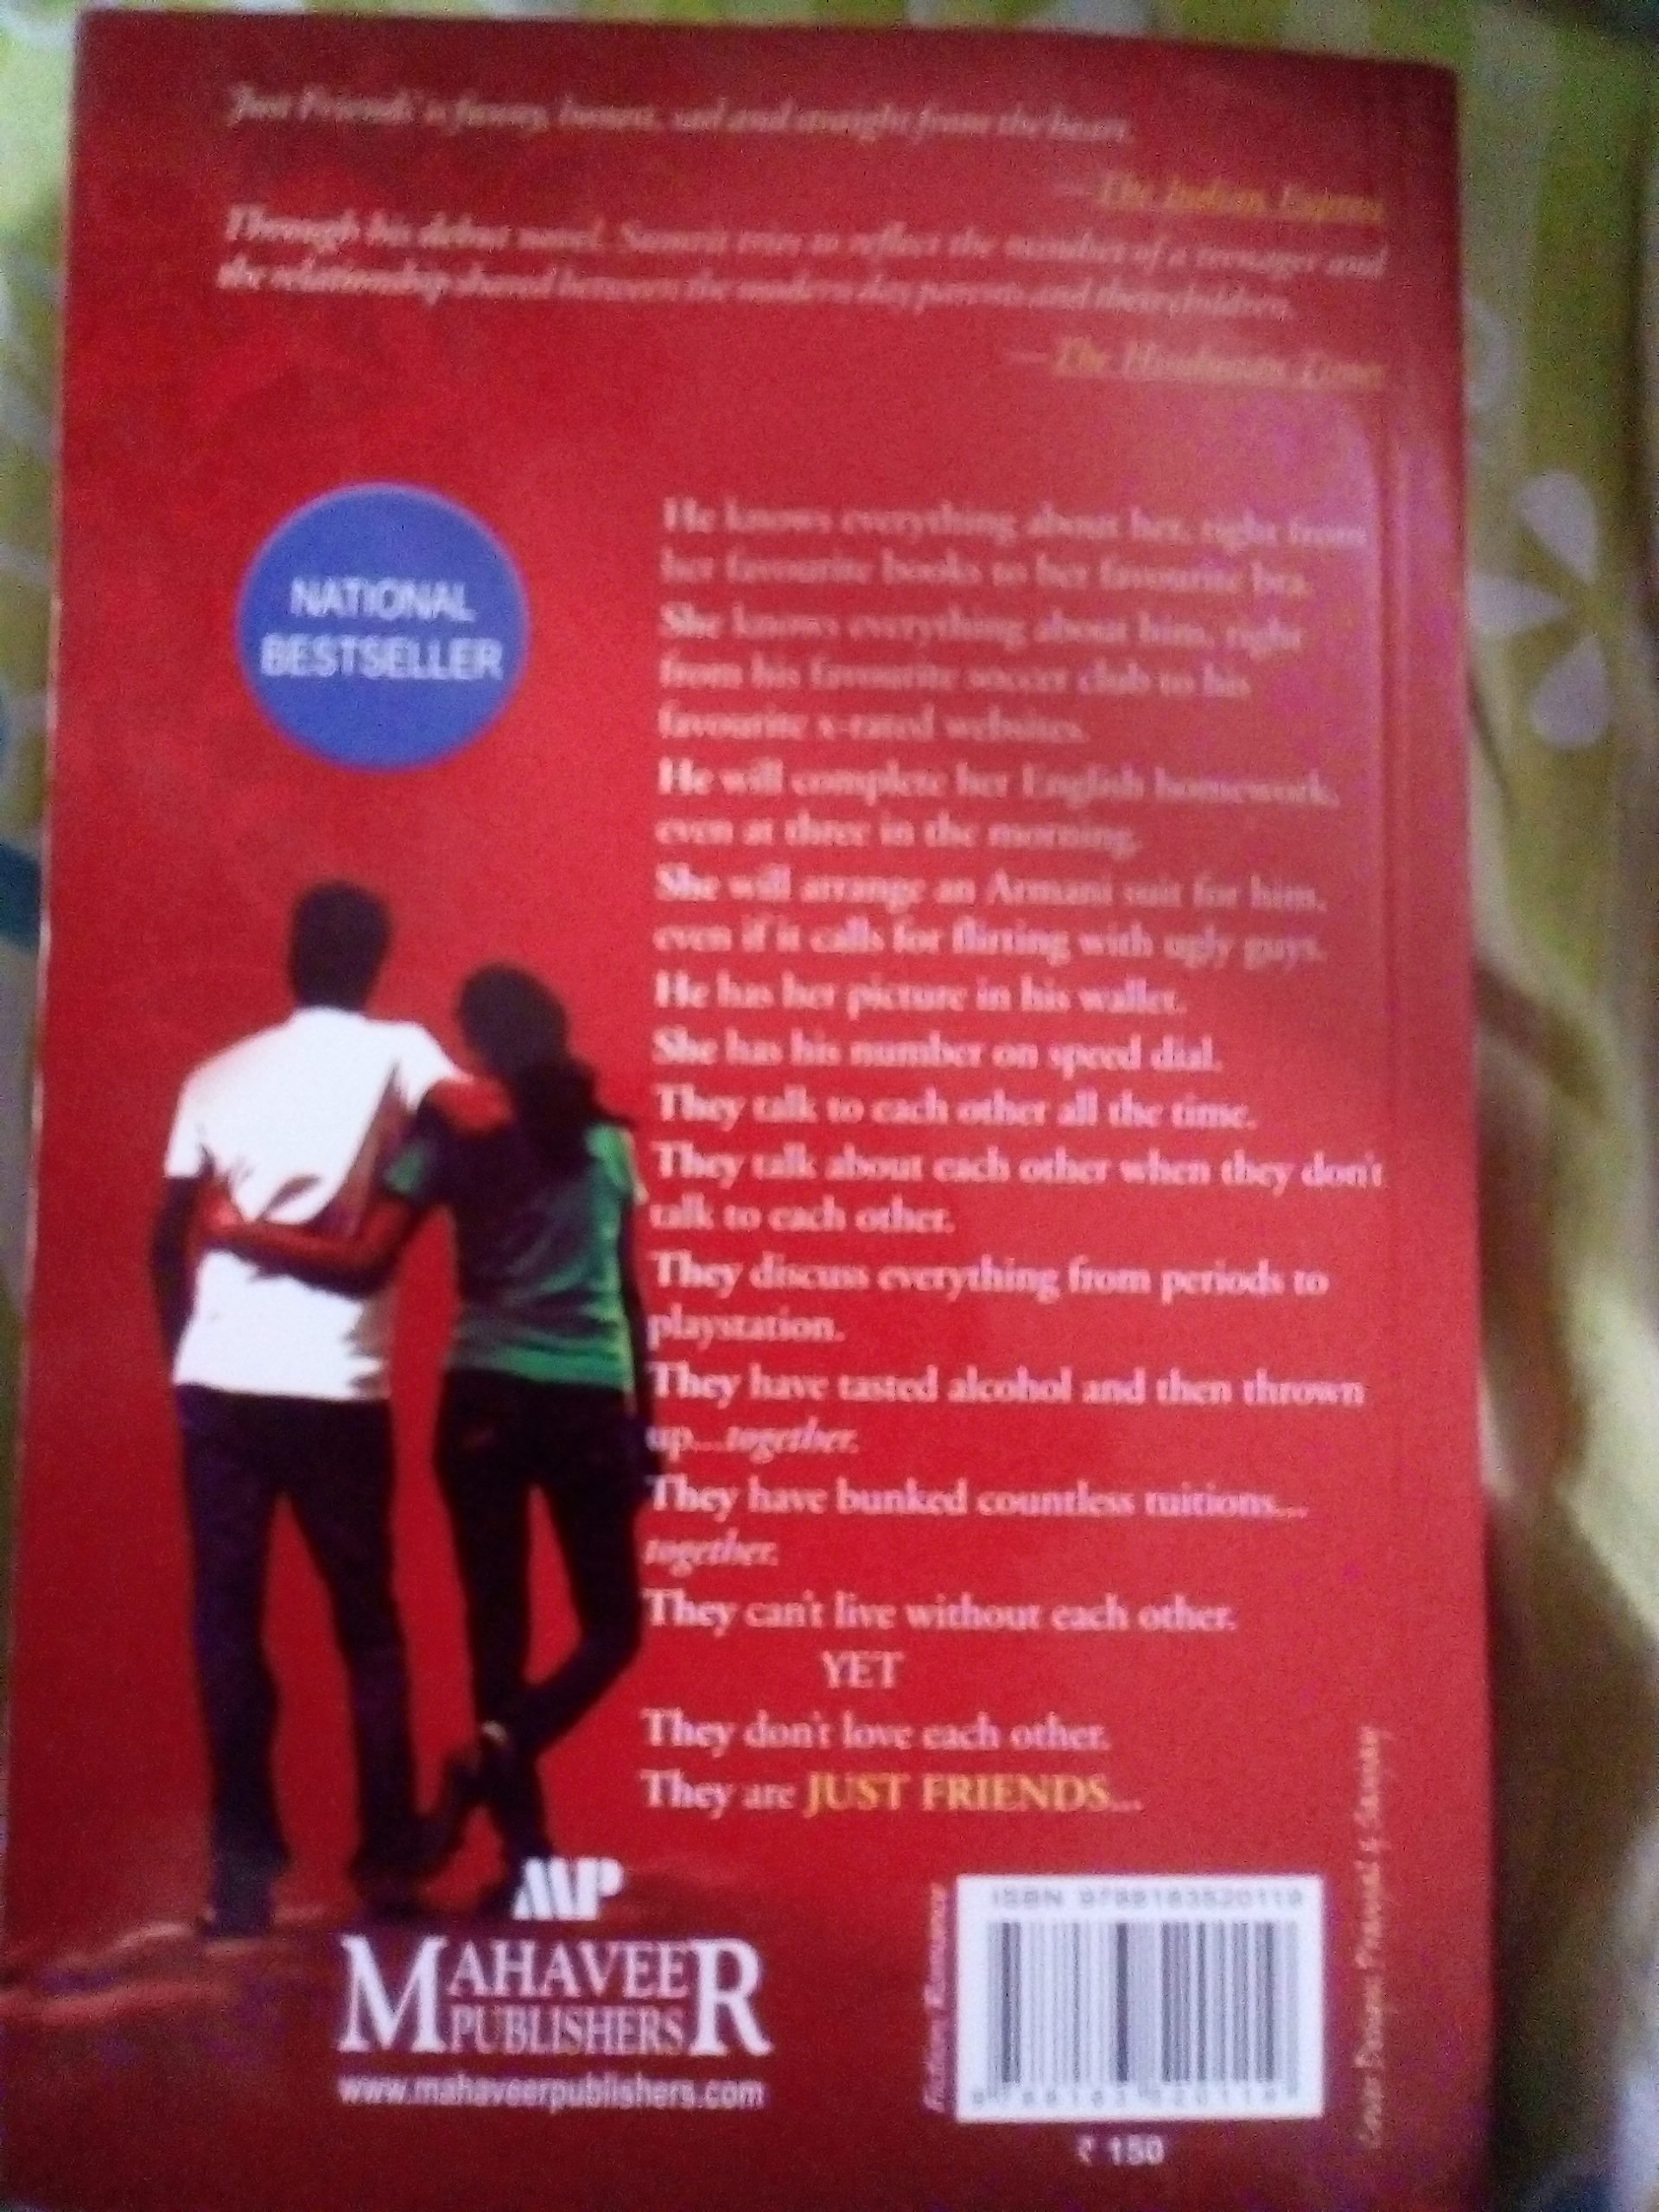 'Just Friends' is funny, honest, sad and straight from the heart.
—The Indian Express
Through his debut novel, Sumrit tries to reflect the mindset of a teenager and
the relationship shared between the modern day parents and their children.
—The Hindustan Times
NATIONAL
BESTSELLER
He knows everything about her, right from
her favourite books to her favourite bra.
She knows everything about him, right
from his favourite soccer club to his
favourite x-rated websites.
He will complete her English homework,
even at three in the morning.
She will arrange an Armani suit for him,
even if it calls for flirting with ugly guys.
He has her picture in his wallet.
She has his number on speed dial.
They talk to each other all the time.
They talk about each other when they don't
talk to each other.
They discuss everything from periods to
playstation.
They have tasted alcohol and then thrown
up...together.
They have bunked countless tuitions...
together.
They can't live without each other.
YET
They don't love each other.
They are JUST FRIENDS...
MP
MAHAVEER
PUBLISHERS
www.mahaveerpublishers.com
Fiction/Romance
ISBN 9788183520119
9 788183 520119
₹ 150
Cover Design: &